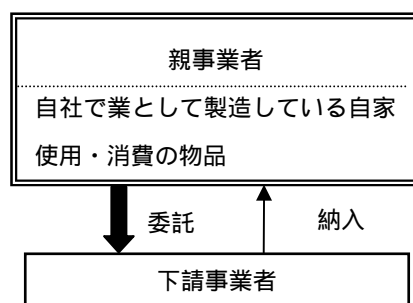 親事業者
自社で業として製造している自家
使用・消費の物品
委託
納入
下請事業者